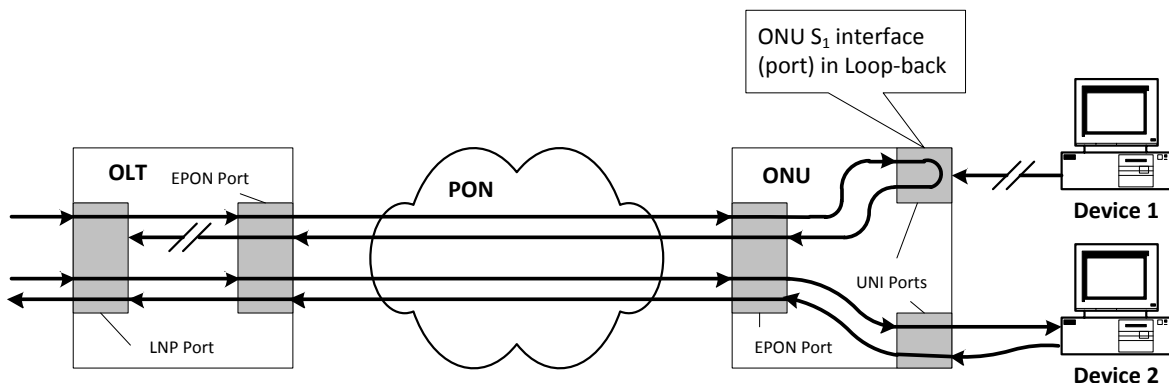 ONU S₁ interface
(port) in Loop-back
OLT
EPON Port
PON
ONU
Device 1
UNI Ports
LNP Port
EPON Port
Device 2